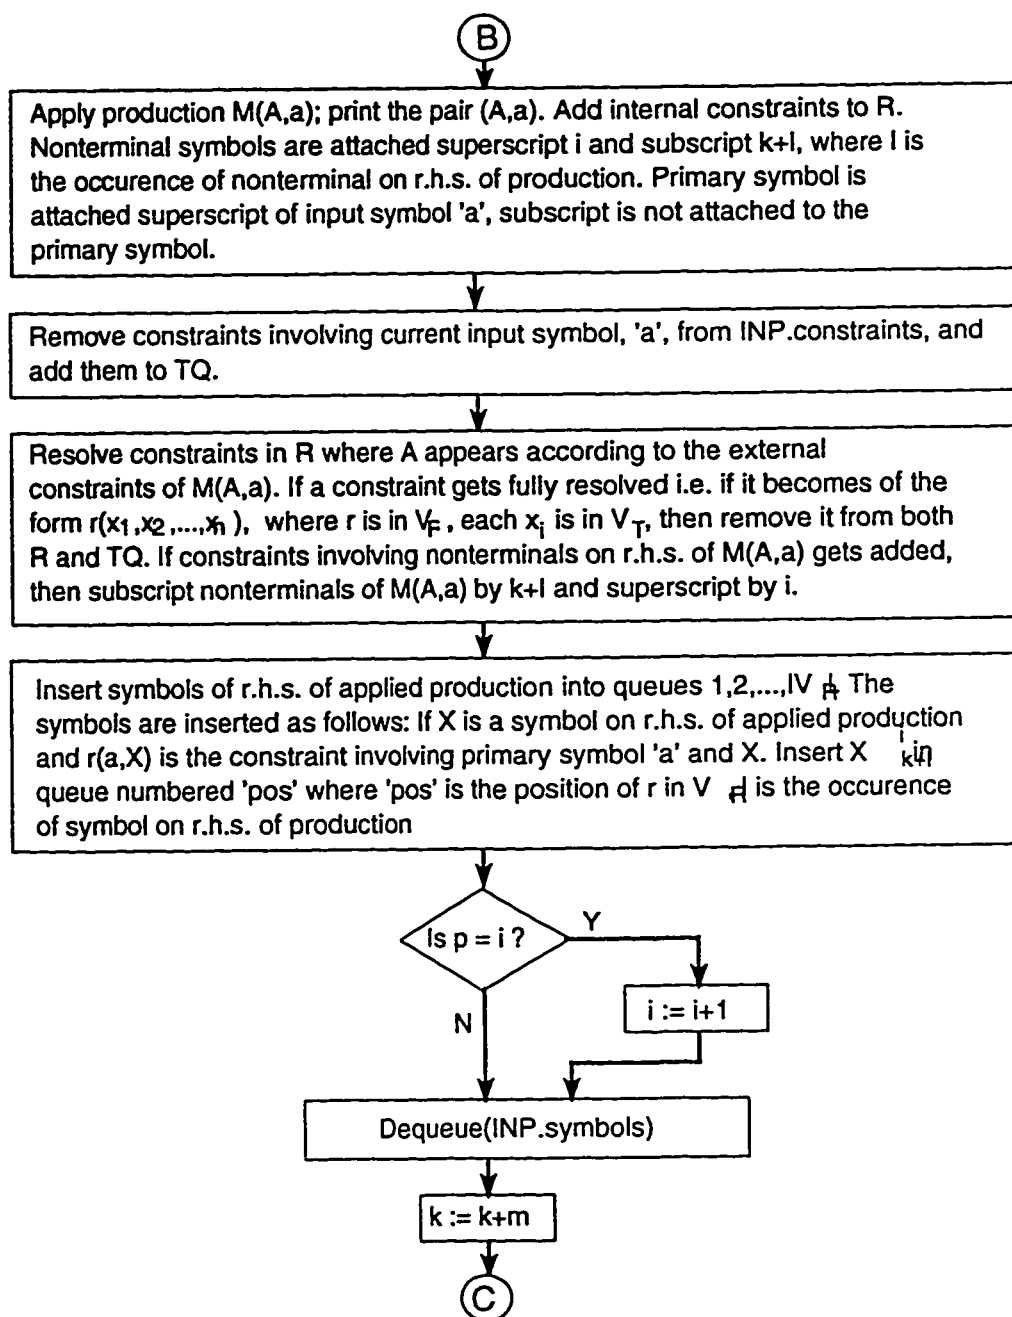 B
Apply production M(A,a); print the pair (A,a). Add internal constraints to R.
Nonterminal symbols are attached superscript i and subscript k+l, where l is
the occurence of nonterminal on r.h.s. of production. Primary symbol is
attached superscript of input symbol 'a', subscript is not attached to the
primary symbol.
Remove constraints involving current input symbol, 'a', from INP.constraints, and
add them to TQ.
Resolve constraints in R where A appears according to the external
constraints of M(A,a). If a constraint gets fully resolved i.e. if it becomes of the
form r(x1,x2,...,xn), where r is in VF, each xi is in VT, then remove it from both
R and TQ. If constraints involving nonterminals on r.h.s. of M(A,a) gets added,
then subscript nonterminals of M(A,a) by k+l and superscript by i.
Insert symbols of r.h.s. of applied production into queues 1,2,...,IV The
symbols are inserted as follows: If X is a symbol on r.h.s. of applied production
and r(a,X) is the constraint involving primary symbol 'a' and X. Insert X
queue numbered 'pos' where 'pos' is the position of r in V is the occurence
of symbol on r.h.s. of production
Is p = i ?
Y
N
i := i+1
Dequeue(INP.symbols)
k := k+m
C